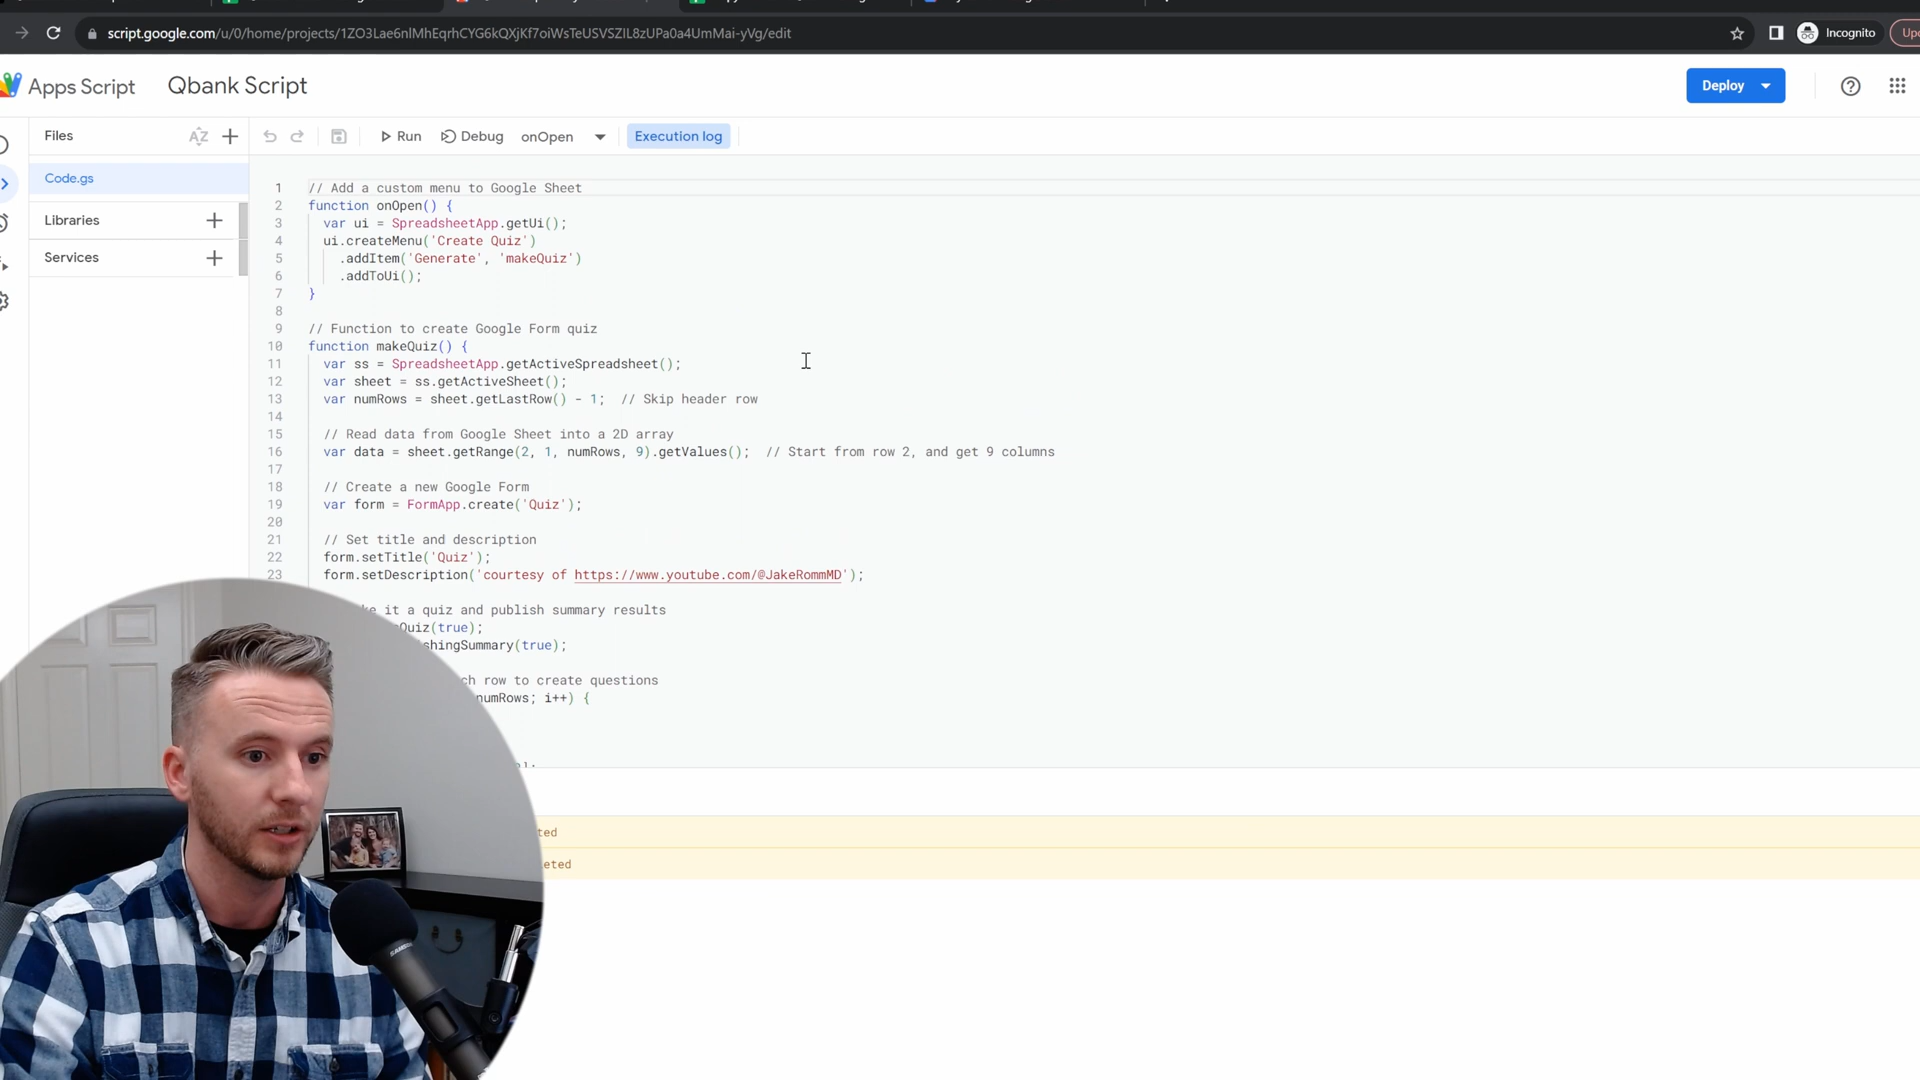 script.google.com/u/0/home/projects/1ZO3Lae6nlMhEqrhCYG6kQXjKf7oiWsTeUSVSZIL8zUPa0a4UmMai-yVg/edit
Incognito
Apps Script
Qbank Script
Deploy
Files
AZ
Run
Debug
onOpen
Execution log
Code.gs
Libraries
Services
1 // Add a custom menu to Google Sheet
2 function onOpen() {
3 var ui = SpreadsheetApp.getUi();
4 ui.createMenu('Create Quiz')
5 .addItem('Generate', 'makeQuiz')
6 .addToUi();
7 }
8
9 // Function to create Google Form quiz
10 function makeQuiz() {
11 var ss = SpreadsheetApp.getActiveSpreadsheet();
12 var sheet = ss.getActiveSheet();
13 var numRows = sheet.getLastRow() - 1;  // Skip header row
14
15 // Read data from Google Sheet into a 2D array
16 var data = sheet.getRange(2, 1, numRows, 9).getValues();  // Start from row 2, and get 9 columns
17
18 // Create a new Google Form
19 var form = FormApp.create('Quiz');
20
21 // Set title and description
22 form.setTitle('Quiz');
23 form.setDescription('courtesy of https://www.youtube.com/@JakeRommMD');
it a quiz and publish summary results
Quiz(true);
shingSummary(true);
ch row to create questions
numRows; i++) {
];
ted
eted
SAMSON